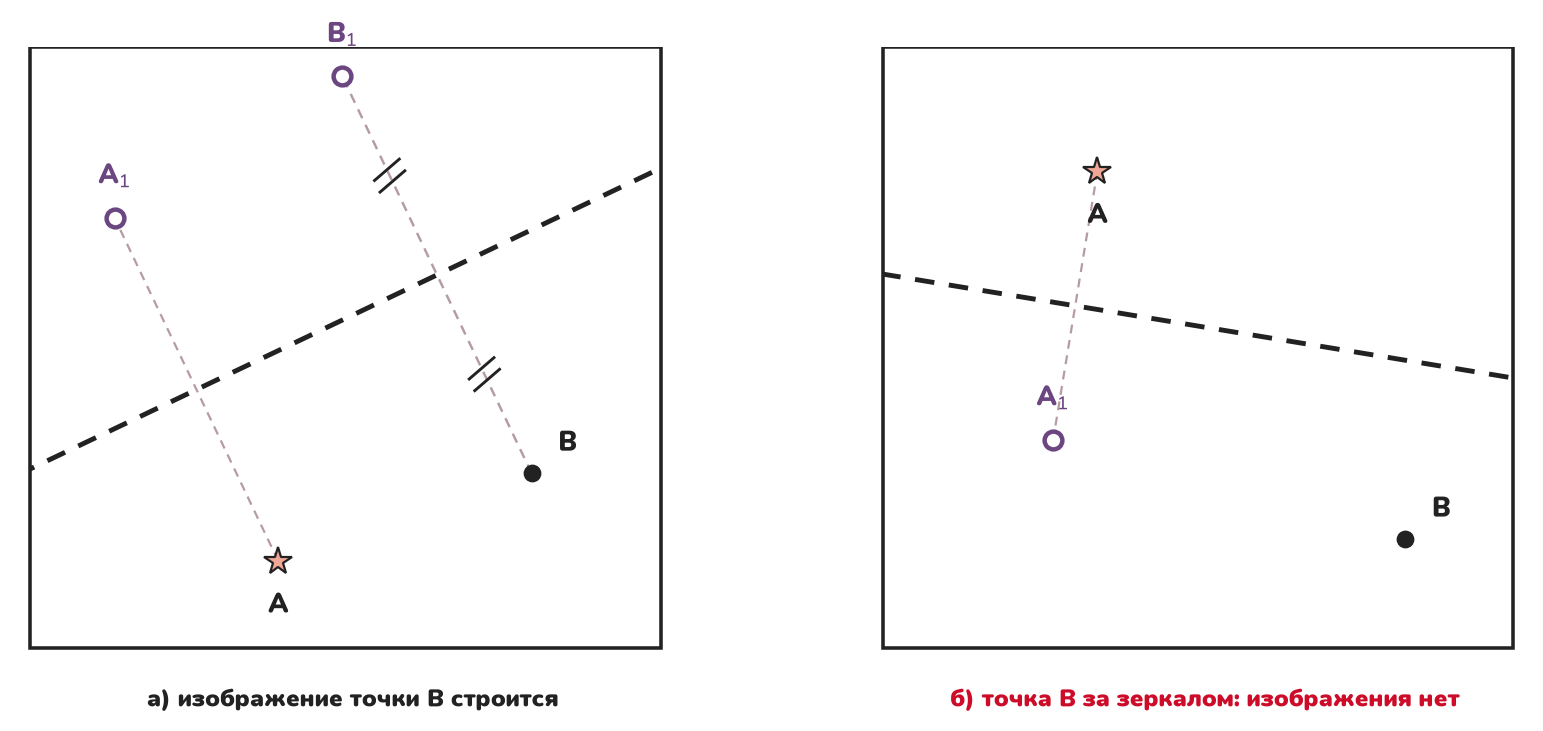 B₁
A₁
B
A
A
A₁
B
а) изображение точки В строится
б) точка В за зеркалом: изображения нет